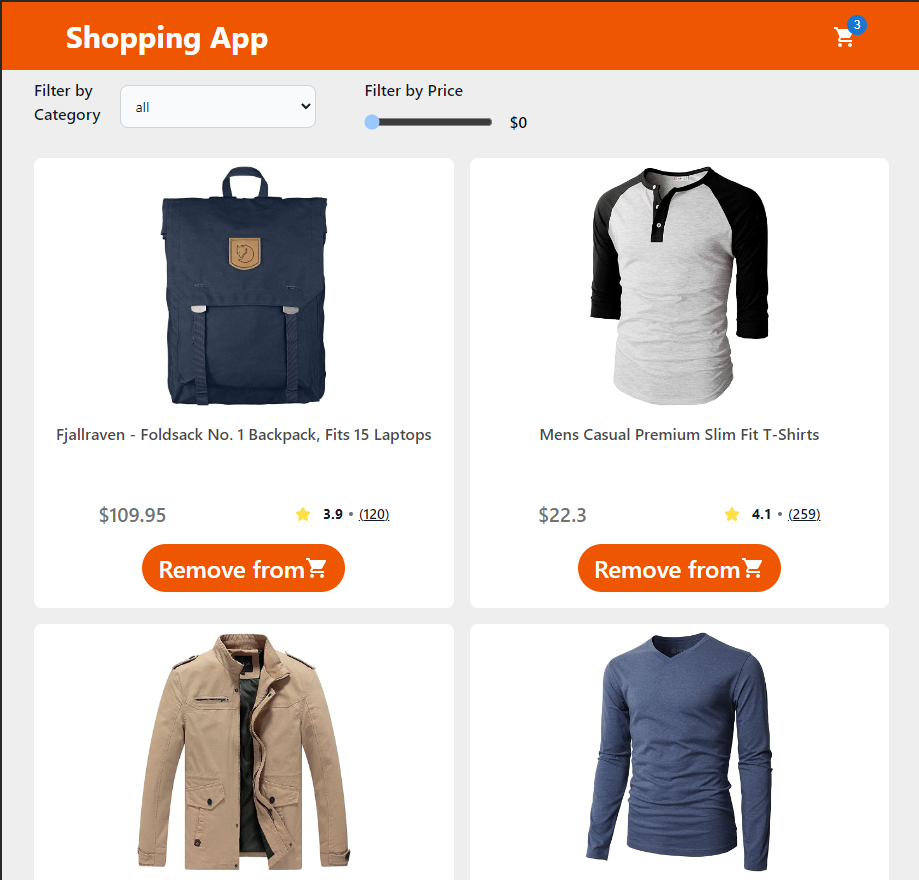 Shopping App
3
Filter by
Category
all
Filter by Price
$0
Fjallraven - Foldsack No. 1 Backpack, Fits 15 Laptops
$109.95
3.9 • (120)
Remove from
Mens Casual Premium Slim Fit T-Shirts
$22.3
4.1 • (259)
Remove from